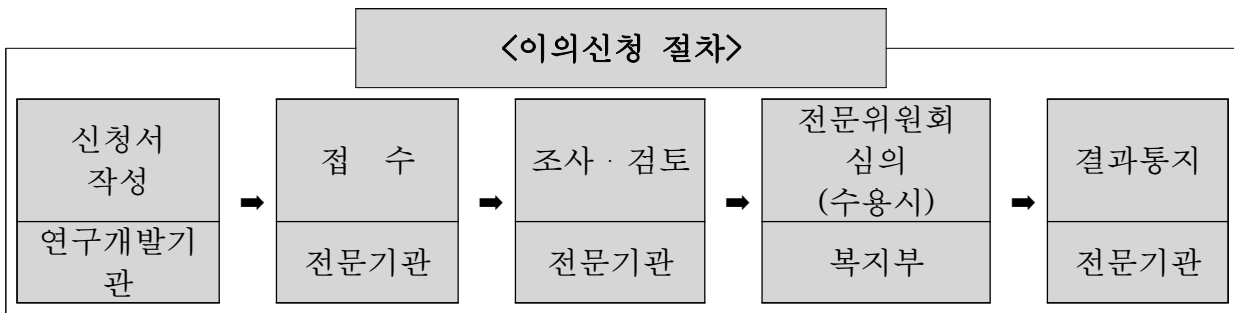 <이의신청 절차>
신청서
작성
연구개발기
관
➡
접 수
전문기관
➡
조사 · 검토
전문기관
➡
전문위원회
심의
(수용시)
복지부
➡
결과통지
전문기관